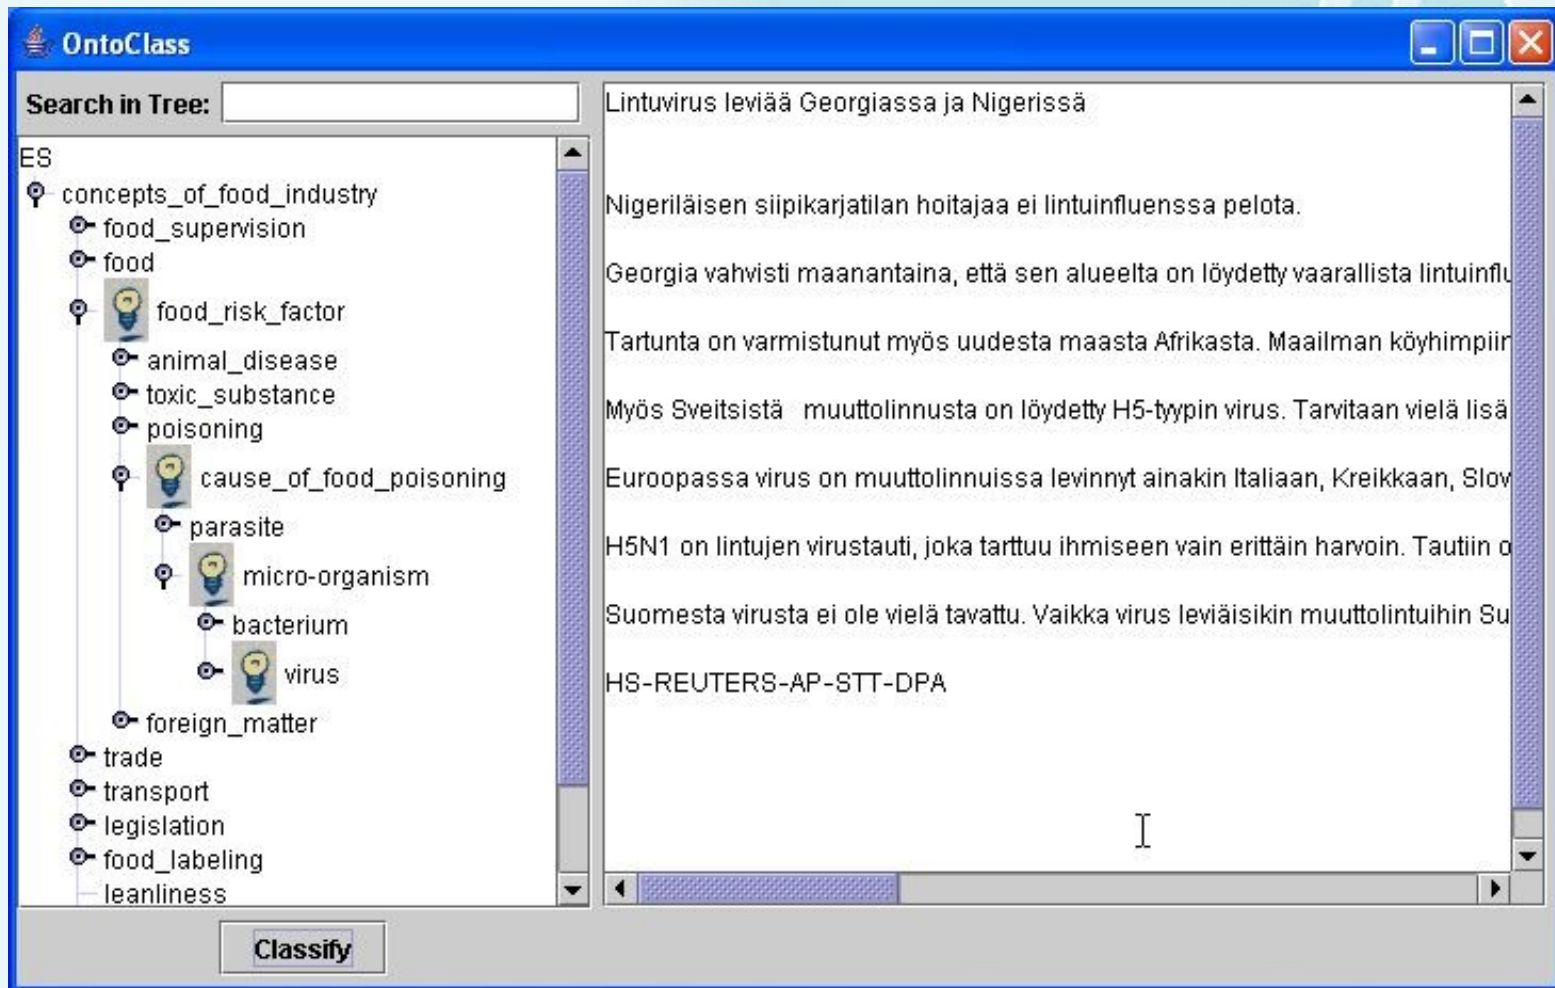 OntoClass
Search in Tree:
ES
concepts_of_food_industry
food_supervision
food
food_risk_factor
animal_disease
toxic_substance
poisoning
cause_of_food_poisoning
parasite
micro-organism
bacterium
virus
foreign_matter
trade
transport
legislation
food_labeling
leanliness
Classify
Lintuvirus leviää Georgiassa ja Nigerissä
Nigeriläisen siipikarjatilan hoitajaa ei lintuinfluenssa pelota.
Georgia vahvisti maanantaina, että sen alueelta on löydetty vaarallista lintuinflu
Tartunta on varmistunut myös uudesta maasta Afrikasta. Maailman köyhimpiin
Myös Sveitsistä muuttolinnusta on löydetty H5-tyypin virus. Tarvitaan vielä lisä
Euroopassa virus on muuttolinnuissa levinnyt ainakin Italiaan, Kreikkaan, Slov
H5N1 on lintujen virustauti, joka tarttuu ihmiseen vain erittäin harvoin. Tautiin o
Suomesta virusta ei ole vielä tavattu. Vaikka virus leviäisikin muuttolintuihin Su
HS-REUTERS-AP-STT-DPA